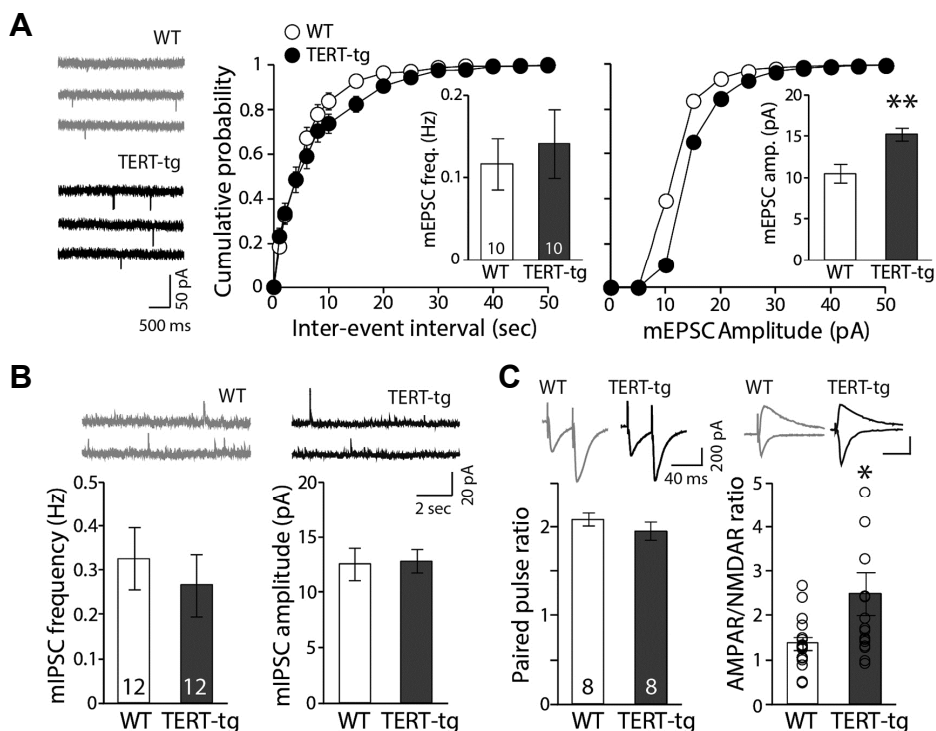 A
WT
TERT-tg
50 pA
500 ms
WT
TERT-tg
Cumulative probability
1
0.8
0.6
0.4
0.2
0
0 10 20 30 40 50
Inter-event interval (sec)
mEPSC freq. (Hz)
0.2
0.1
0
10 10
WT TERT-tg
0 10 20 30 40 50
mEPSC Amplitude (pA)
mEPSC amp. (pA)
20
15
10
5
0
**
WT TERT-tg
B
WT
TERT-tg
20 pA
2 sec
mIPSC frequency (Hz)
0.5
0.4
0.3
0.2
0.1
0
12 12
WT TERT-tg
mIPSC amplitude (pA)
20
15
10
5
0
WT TERT-tg
C
WT TERT-tg
200 pA
40 ms
Paired pulse ratio
2
1
0
8 8
WT TERT-tg
WT TERT-tg
AMPAR/NMDAR ratio
5
4
3
2
1
0
*
WT TERT-tg